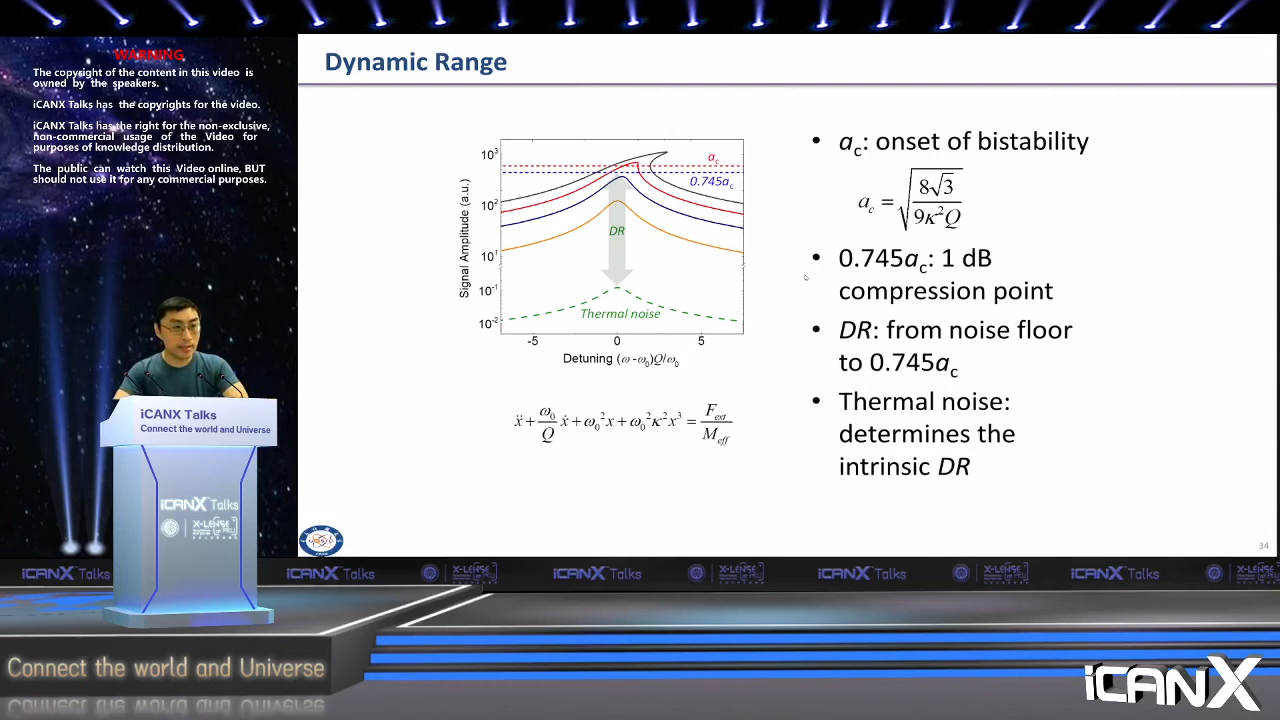 WARNING
The copyright of the content in this video is
owned by the speakers.
iCANX Talks has the copyrights for the video.
iCANX Talks has the right for the non-exclusive,
non-commercial usage of the Video for
purposes of knowledge distribution.
The public can watch this Video online, BUT
should not use it for any commercial purposes.
Dynamic Range
Signal Amplitude (a.u.)
10³
10²
10¹
10⁻¹
10⁻²
a_c
0.745a_c
DR
Thermal noise
-5 0 5
Detuning (ω-ω₀)Q/ω₀
ẍ + ω₀/Q ẋ + ω₀²x + ω₀²κ²x³ = F_ext/M_eff
• a_c: onset of bistability
a_c = √(8√3/9κ²Q)
• 0.745a_c: 1 dB
compression point
• DR: from noise floor
to 0.745a_c
• Thermal noise:
determines the
intrinsic DR
34
iCANX Talks
Connect the world and Universe
iCANX Talks
X-LENSE
iCANX Talks
iCANX Talks
iCANX Talks
iCANX Talks
iCANX Talks
Connect the world and Universe
iCANX